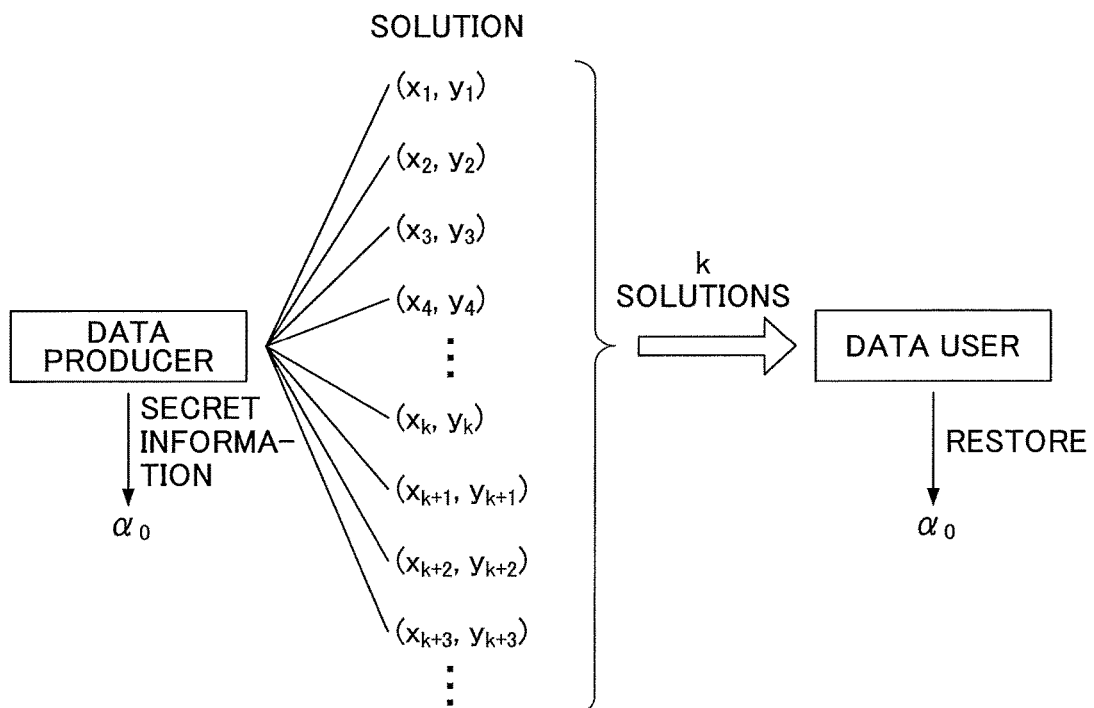 SOLUTION
(x₁, y₁)
(x₂, y₂)
(x₃, y₃)
(x₄, y₄)
(xₖ, yₖ)
(xₖ₊₁, yₖ₊₁)
(xₖ₊₂, yₖ₊₂)
(xₖ₊₃, yₖ₊₃)
DATA
PRODUCER
SECRET
INFORMA–
TION
α₀
k
SOLUTIONS
DATA USER
RESTORE
α₀